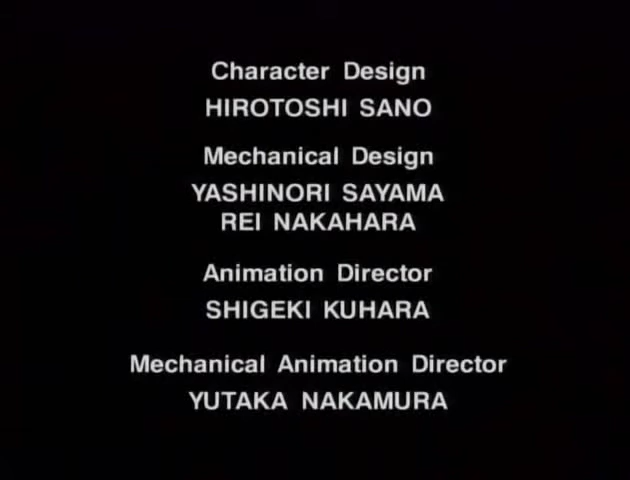 Character Design
HIROTOSHI SANO
Mechanical Design
YASHINORI SAYAMA
REI NAKAHARA
Animation Director
SHIGEKI KUHARA
Mechanical Animation Director
YUTAKA NAKAMURA